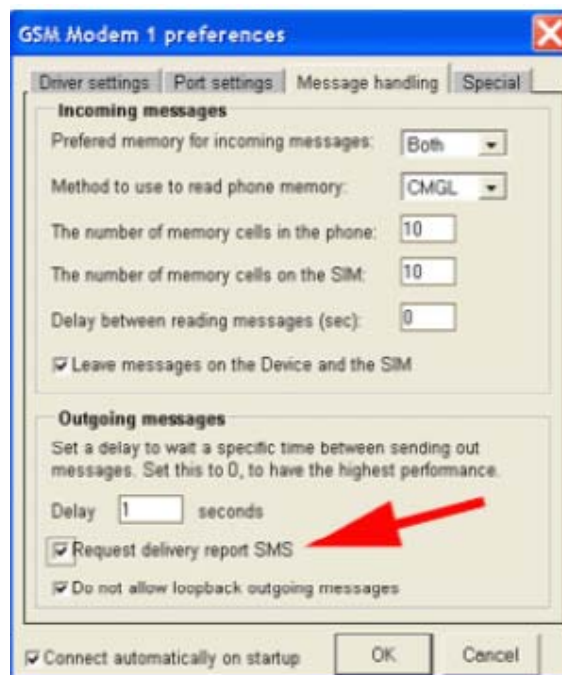 GSM Modem 1 preferences
Driver settings Port settings Message handling Special
Incoming messages
Prefered memory for incoming messages: Both
Method to use to read phone memory: CMGL
The number of memory cells in the phone: 10
The number of memory cells on the SIM: 10
Delay between reading messages (sec): 0
Leave messages on the Device and the SIM
Outgoing messages
Set a delay to wait a specific time between sending out
messages. Set this to 0, to have the highest performance.
Delay 1 seconds
Request delivery report SMS
Do not allow loopback outgoing messages
Connect automatically on startup OK Cancel